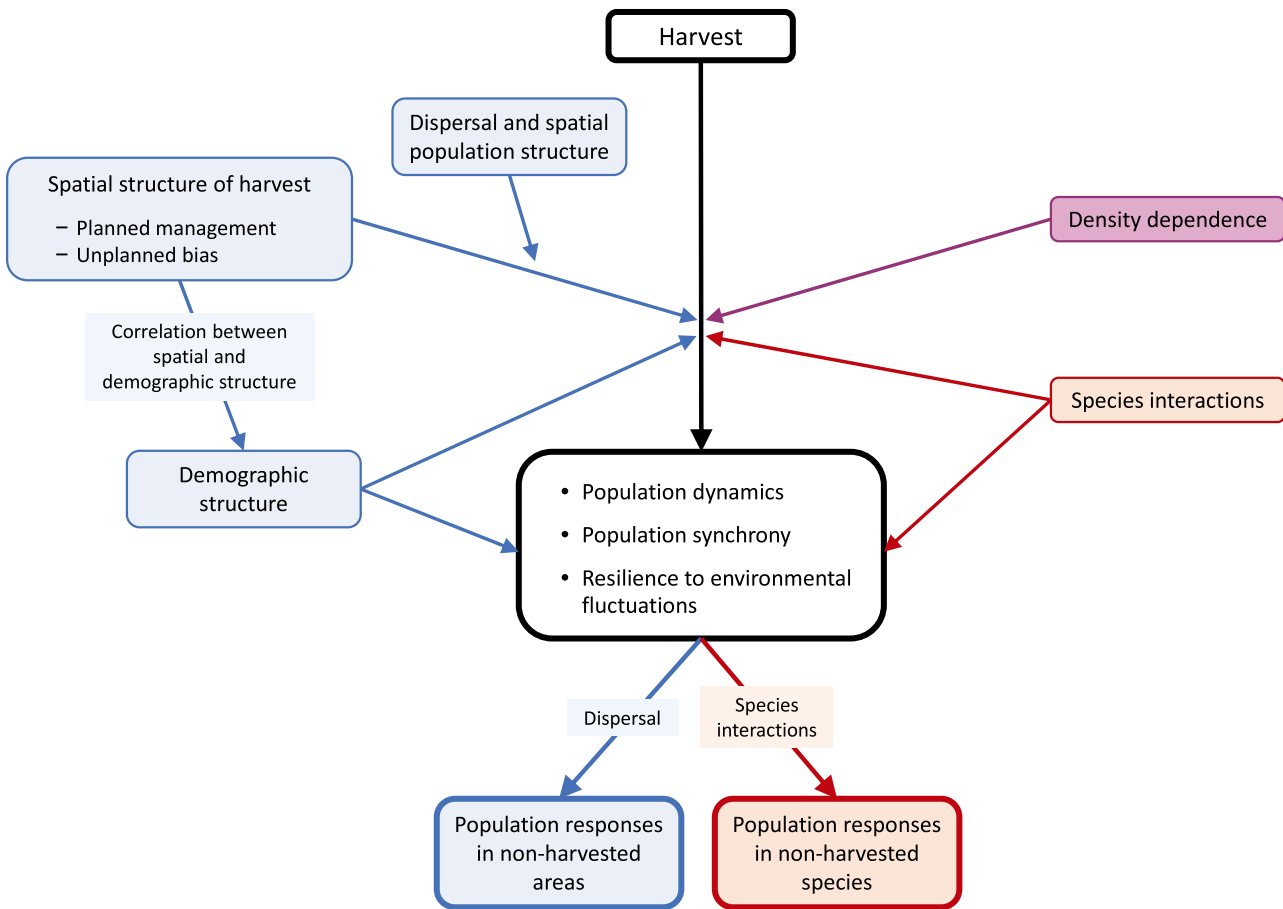 Harvest
Dispersal and spatial
population structure
Spatial structure of harvest
– Planned management
– Unplanned bias
Density dependence
Correlation between
spatial and
demographic structure
Species interactions
Demographic
structure
• Population dynamics
• Population synchrony
• Resilience to environmental
fluctuations
Dispersal
Species
interactions
Population responses
in non-harvested
areas
Population responses
in non-harvested
species